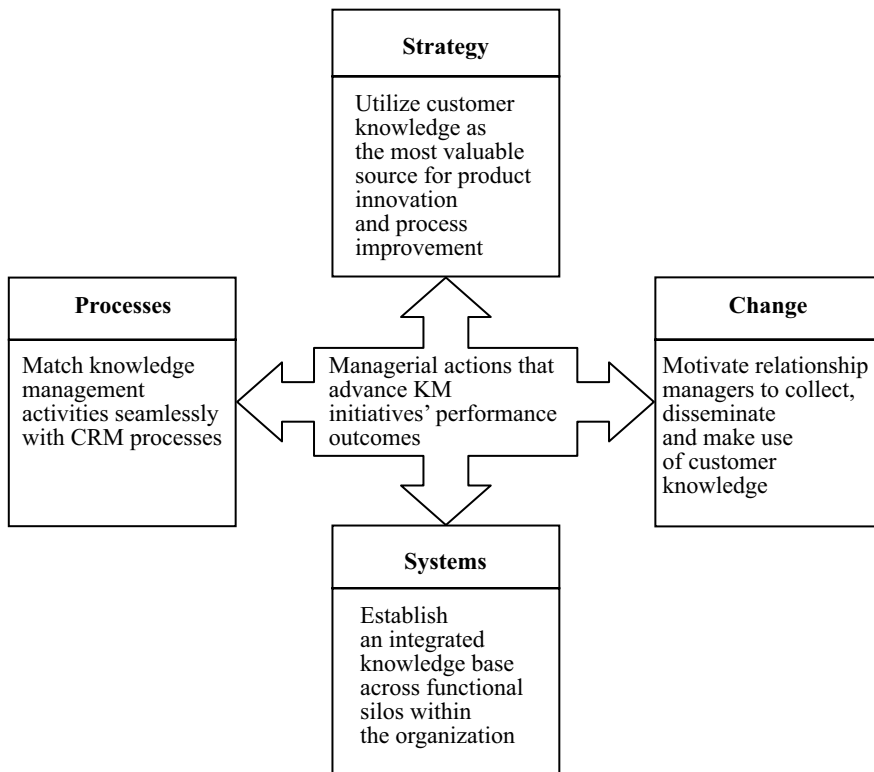 Strategy
Utilize customer
knowledge as
the most valuable
source for product
innovation
and process
improvement
Processes
Match knowledge
management
activities seamlessly
with CRM processes
Managerial actions that
advance KM
initiatives’ performance
outcomes
Change
Motivate relationship
managers to collect,
disseminate
and make use
of customer
knowledge
Systems
Establish
an integrated
knowledge base
across functional
silos within
the organization